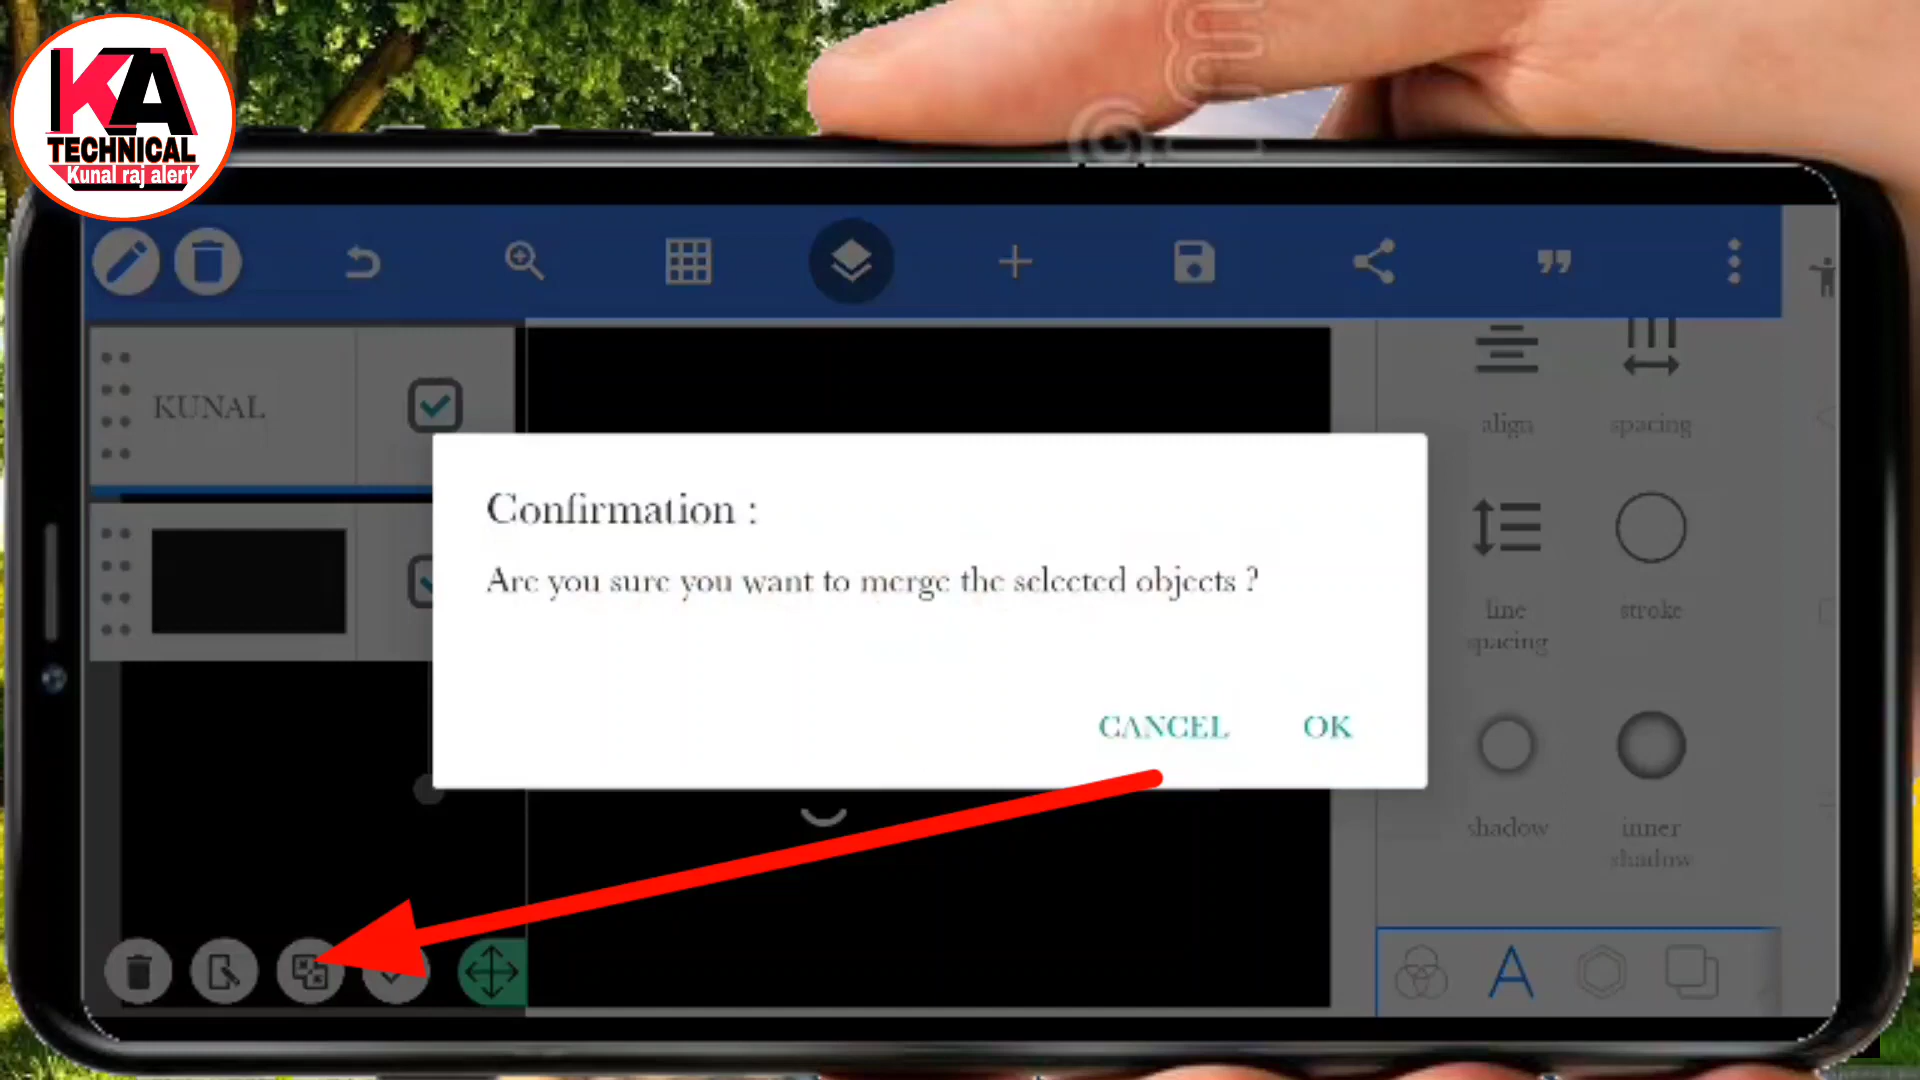 KA
TECHNICAL
Kunal raj alert
KUNAL
Confirmation :
Are you sure you want to merge the selected objects ?
CANCEL
OK
align
spacing
line
spacing
stroke
shadow
inner
shadow
A